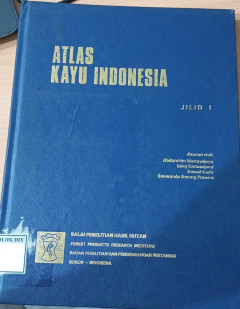 ATLAS
KAYU INDONESIA
JILID I
disusun oleh
Abdurahim Martawijaya
Iding Kartasujana
Kosasi Kadir
Soewanda Among Prawira
BALAI PENELITIAN HASIL HUTAN
FOREST PRODUCTS RESEARCH INSTITUTE
BADAN PENELITIAN DAN PENGEMBANGAN PERTANIAN
BOGOR – INDONESIA